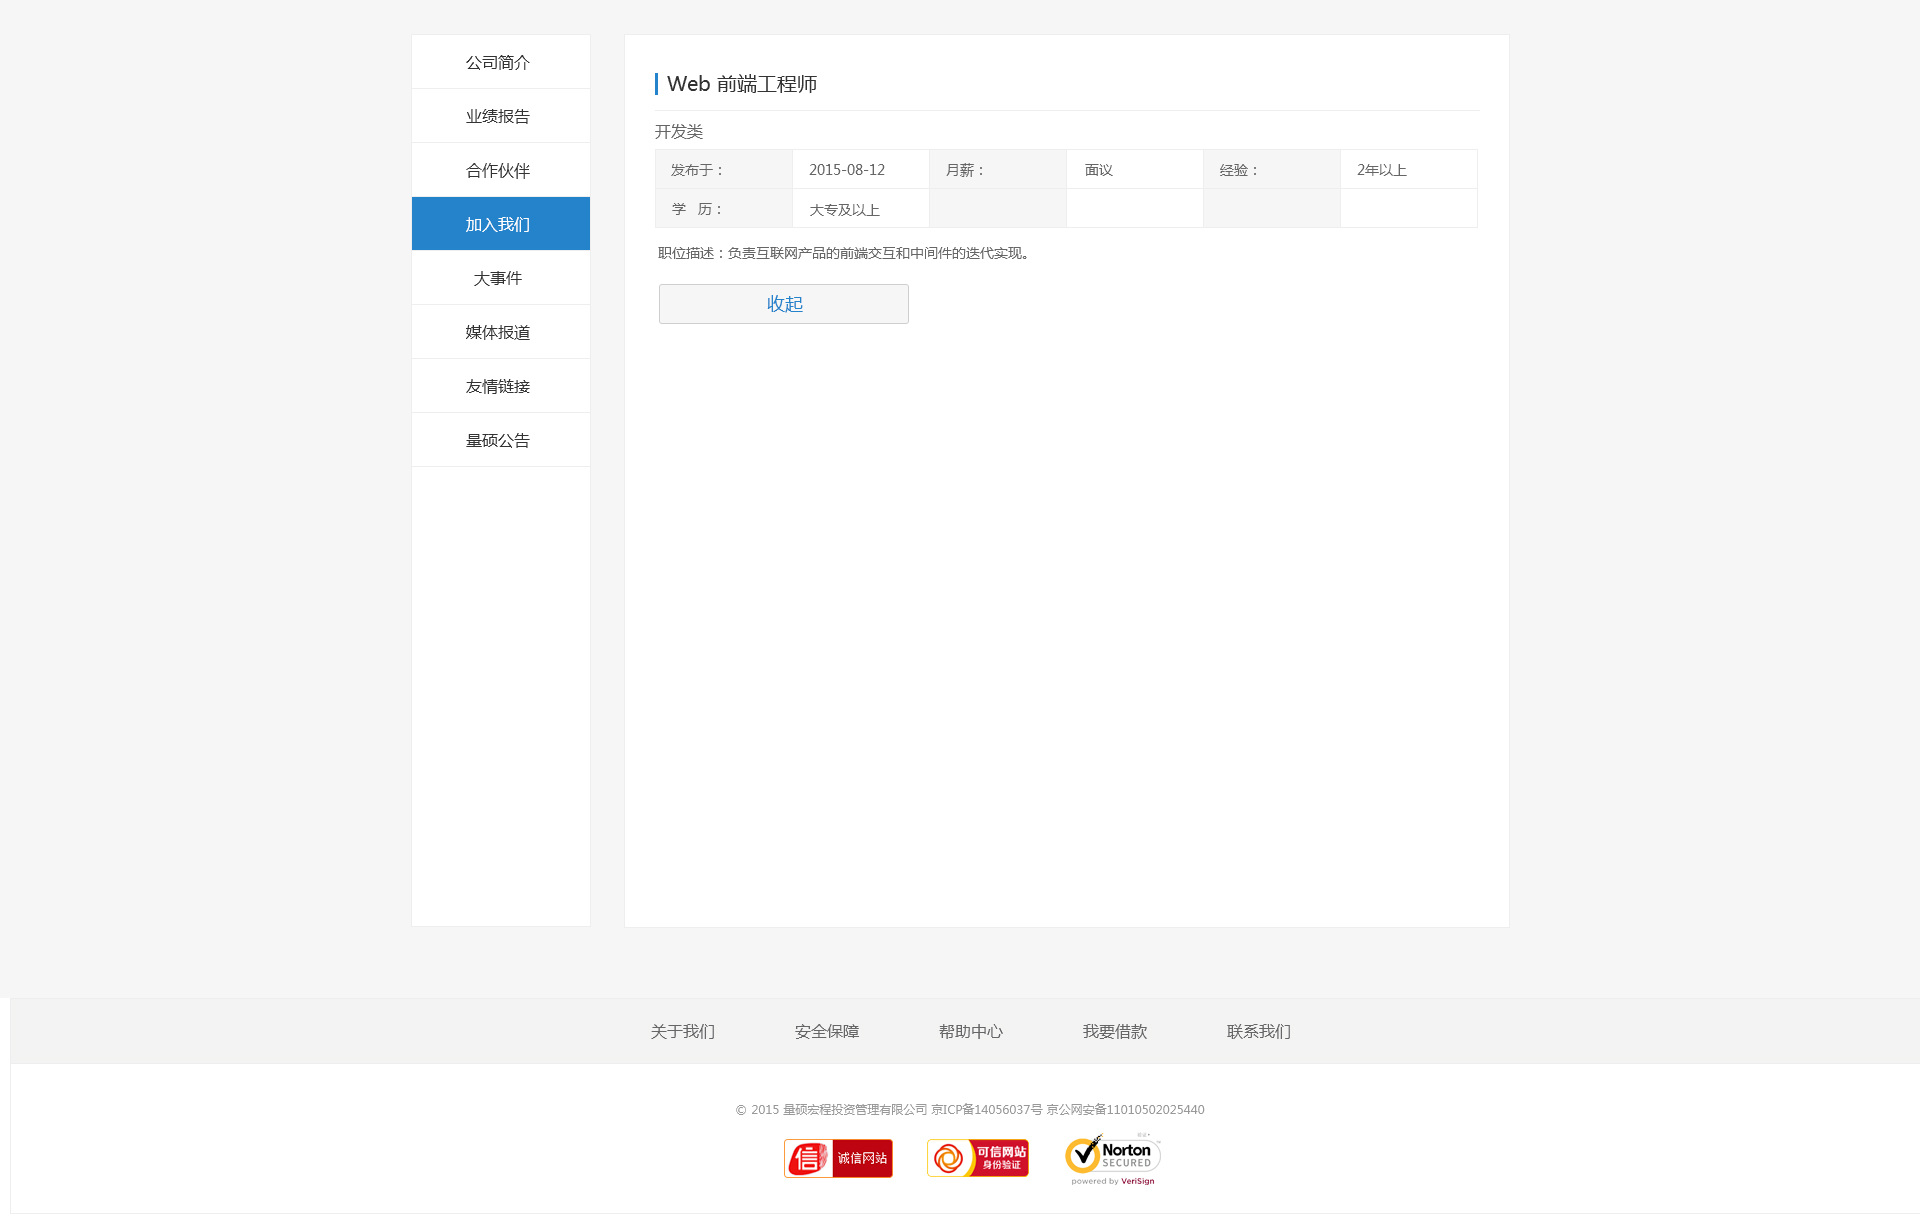 公司简介
业绩报告
合作伙伴
加入我们
大事件
媒体报道
友情链接
量硕公告
Web 前端工程师
开发类
发布于： 2015-08-12 月薪： 面议 经验： 2年以上
学 历： 大专及以上
职位描述：负责互联网产品的前端交互和中间件的迭代实现。
收起
关于我们 安全保障 帮助中心 我要借款 联系我们
© 2015 量硕宏程投资管理有限公司 京ICP备14056037号 京公网安备11010502025440
信 诚信网站
可信网站
身份验证
Norton
SECURED
powered by VeriSign